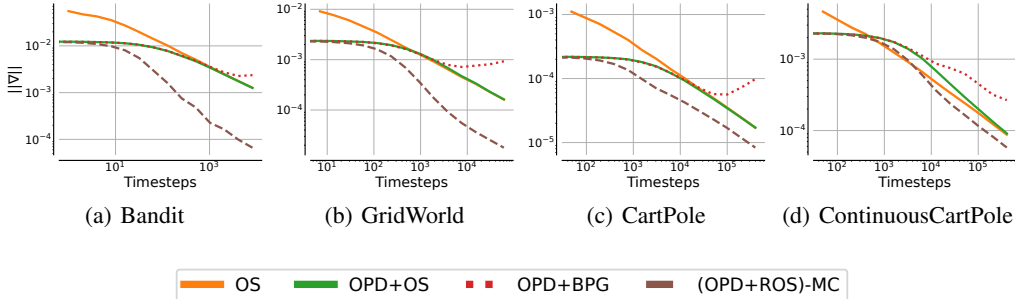 ||∇||
10⁻²
10⁻³
10⁻⁴
10¹
10³
Timesteps
10⁻²
10⁻³
10⁻⁴
10¹
10²
10³
10⁴
Timesteps
10⁻³
10⁻⁴
10⁻⁵
10²
10³
10⁴
10⁵
Timesteps
10⁻³
10⁻⁴
10²
10³
10⁴
10⁵
Timesteps
(a) Bandit
(b) GridWorld
(c) CartPole
(d) ContinuousCartPole
OS OPD+OS OPD+BPG (OPD+ROS)-MC